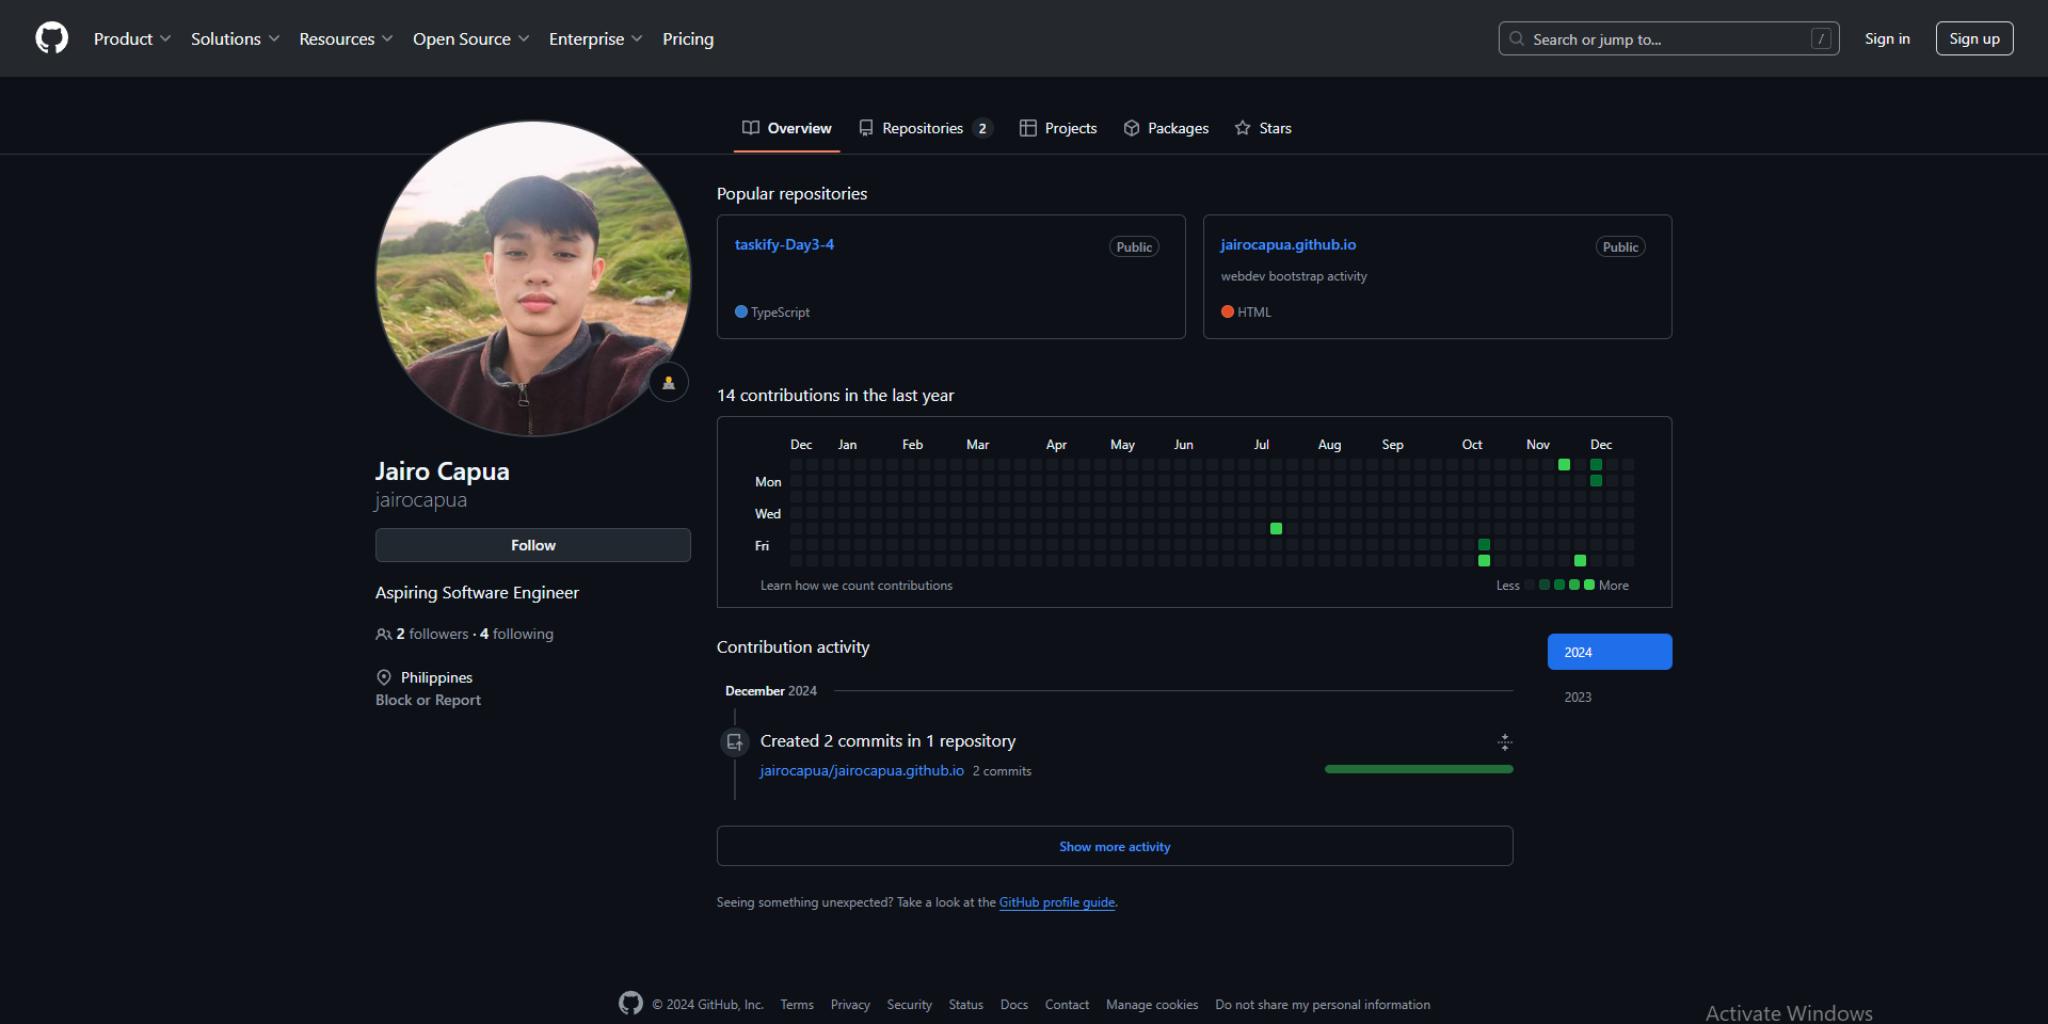 Product Solutions Resources Open Source Enterprise Pricing Search or jump to... / Sign in Sign up
Overview Repositories 2 Projects Packages Stars
Jairo Capua
jairocapua
Follow
Aspiring Software Engineer
2 followers · 4 following
Philippines
Block or Report
Popular repositories
taskify-Day3-4 Public
TypeScript
jairocapua.github.io Public
webdev bootstrap activity
HTML
14 contributions in the last year
Dec Jan Feb Mar Apr May Jun Jul Aug Sep Oct Nov Dec
Mon
Wed
Fri
Learn how we count contributions Less More
Contribution activity
2024
2023
December 2024
Created 2 commits in 1 repository
jairocapua/jairocapua.github.io 2 commits
Show more activity
Seeing something unexpected? Take a look at the GitHub profile guide.
© 2024 GitHub, Inc. Terms Privacy Security Status Docs Contact Manage cookies Do not share my personal information
Activate Windows